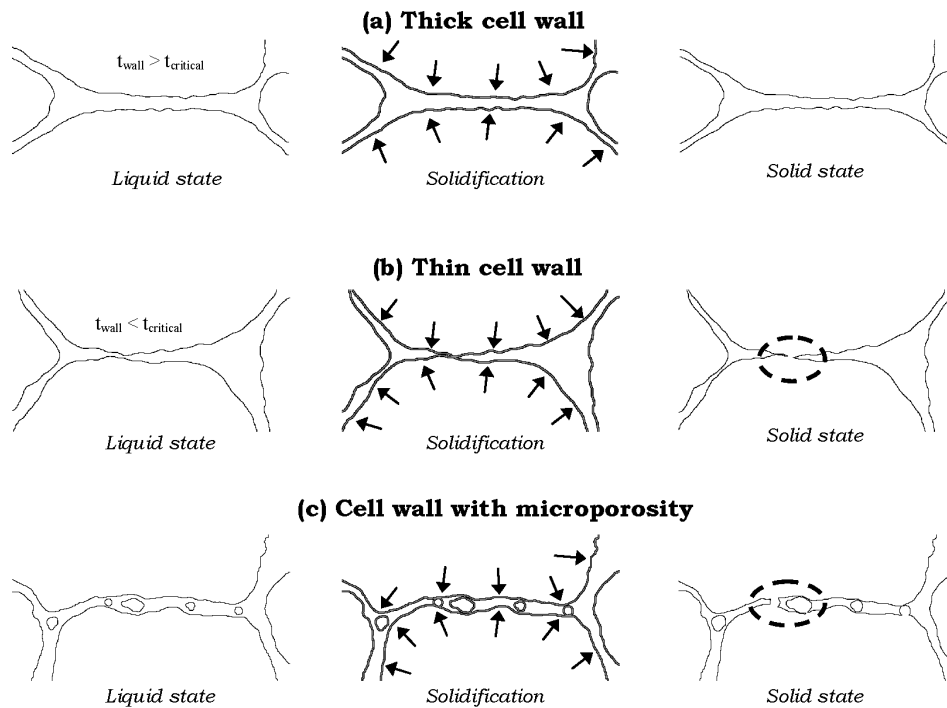 (a) Thick cell wall
t_wall > t_critical
Liquid state
Solidification
Solid state
(b) Thin cell wall
t_wall < t_critical
Liquid state
Solidification
Solid state
(c) Cell wall with microporosity
Liquid state
Solidification
Solid state